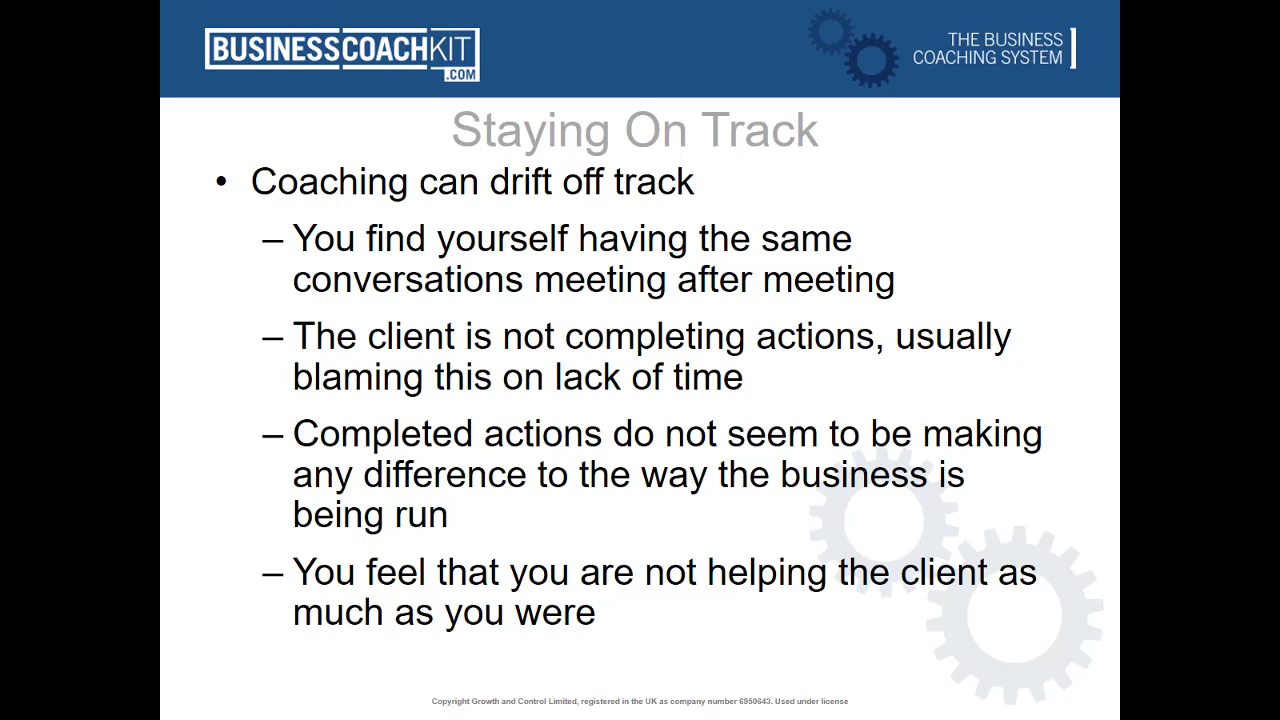 BUSINESSCOACHKIT
.COM
THE BUSINESS
COACHING SYSTEM
Staying On Track
• Coaching can drift off track
– You find yourself having the same
conversations meeting after meeting
– The client is not completing actions, usually
blaming this on lack of time
– Completed actions do not seem to be making
any difference to the way the business is
being run
– You feel that you are not helping the client as
much as you were
Copyright Growth and Control Limited, registered in the UK as company number 6950643. Used under license